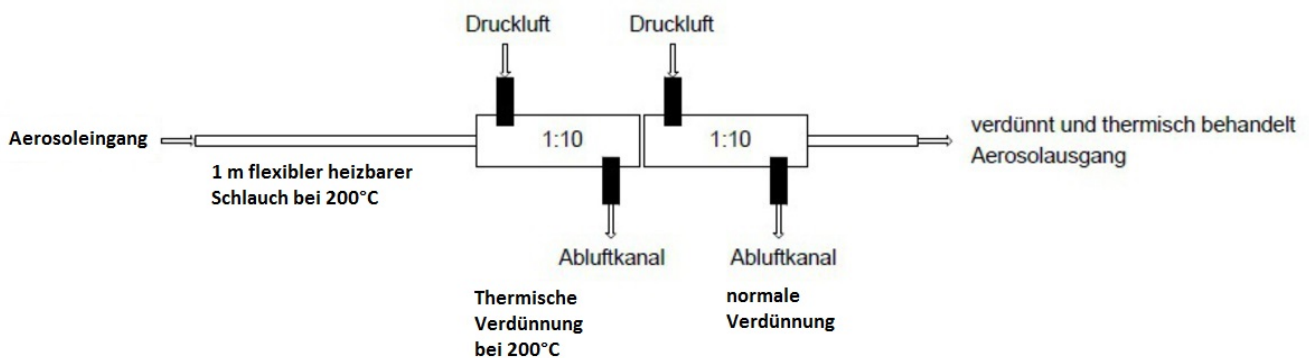 Druckluft
Druckluft
Aerosoleingang
1:10
1:10
verdünnt und thermisch behandelt
Aerosolausgang
1 m flexibler heizbarer
Schlauch bei 200°C
Abluftkanal
Abluftkanal
Thermische
Verdünnung
bei 200°C
normale
Verdünnung